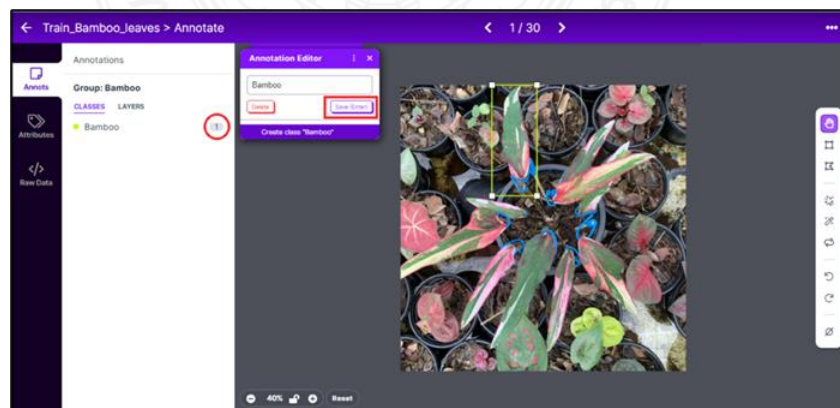 ← Train_Bamboo_leaves > Annotate
< 1 / 30 >
Annots
Attributes
</>
Raw Data
Annotations
Group: Bamboo
CLASSES LAYERS
Bamboo 1
Annotation Editor
Bamboo
Delete
Save (Enter)
Create class "Bamboo"
40%
Reset